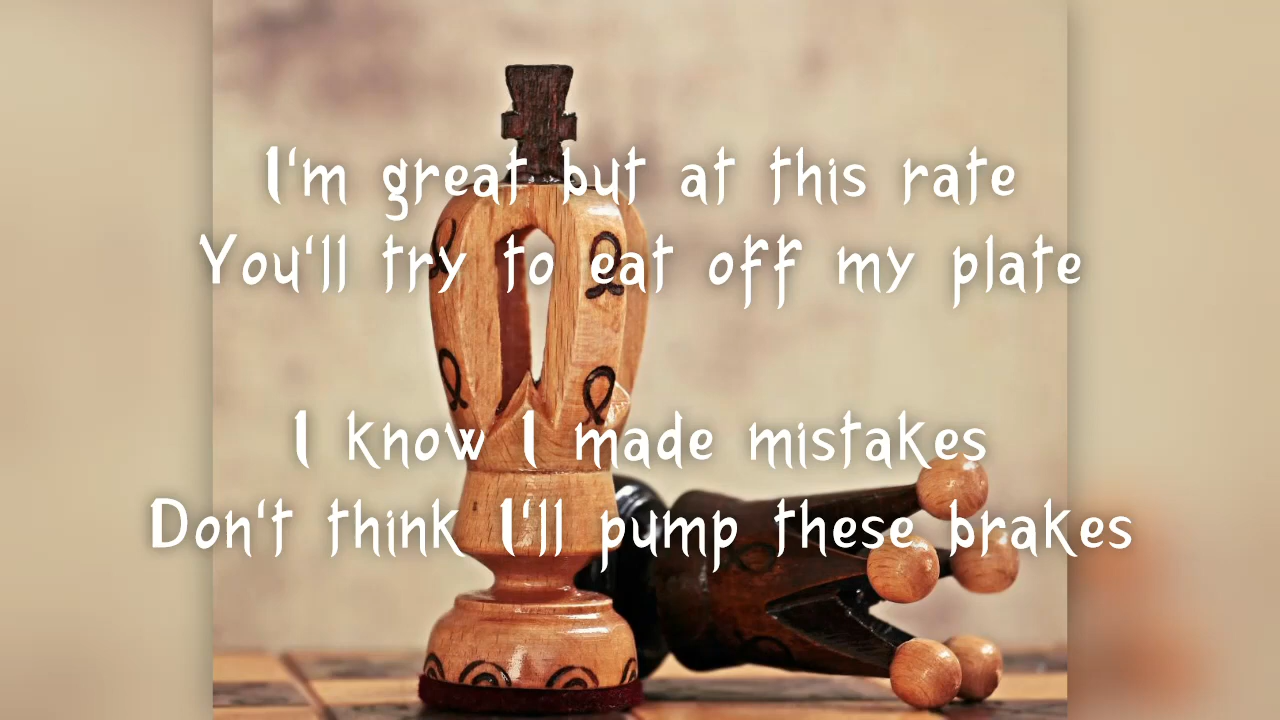 I'm great but at this rate
You'll try to eat off my plate
I know I made mistakes
Don't think I'll pump these brakes